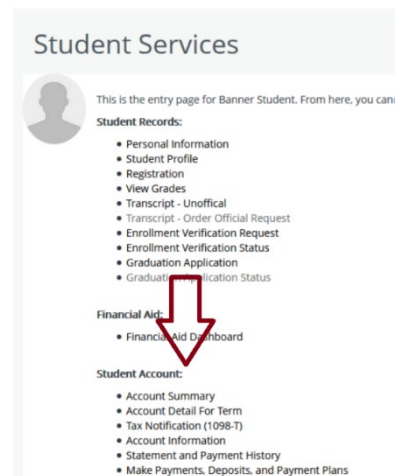 Student Services
This is the entry page for Banner Student. From here, you can
Student Records:
• Personal Information
• Student Profile
• Registration
• View Grades
• Transcript - Unoffical
• Transcript - Order Official Request
• Enrollment Verification Request
• Enrollment Verification Status
• Graduation Application
• Graduation Application Status
Financial Aid:
• Financial Aid Dashboard
Student Account:
• Account Summary
• Account Detail For Term
• Tax Notification (1098-T)
• Account Information
• Statement and Payment History
• Make Payments, Deposits, and Payment Plans